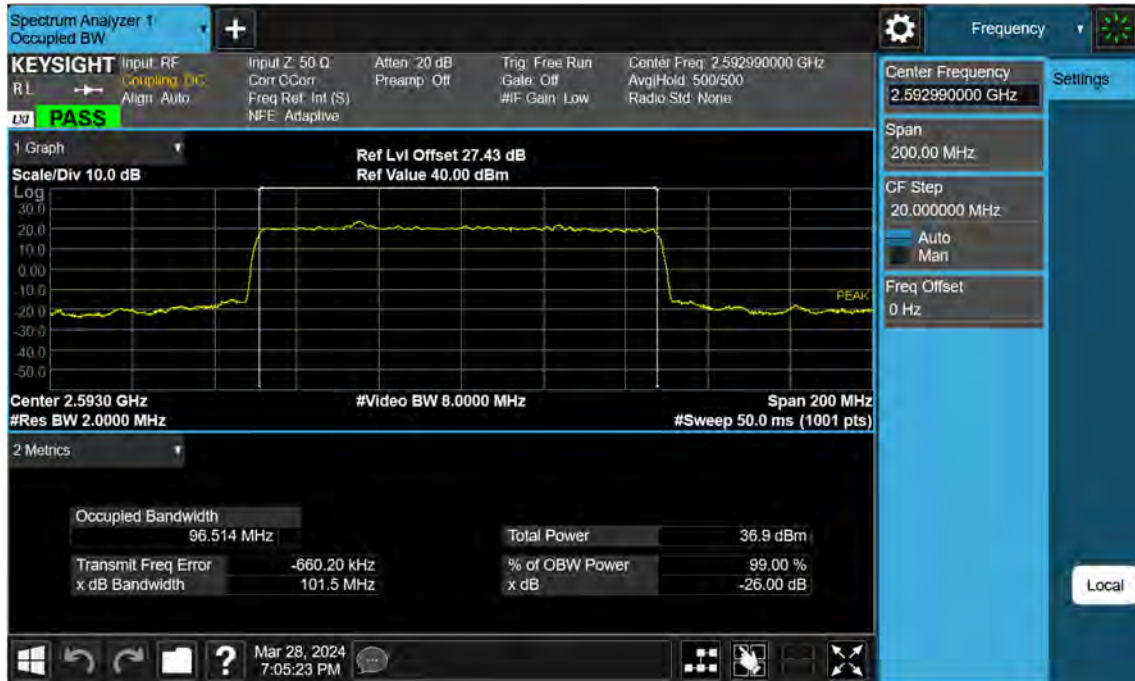 Spectrum Analyzer 1
Occupied BW
+
Frequency
KEYSIGHT Input: RF Input Z: 50 Ω Atten: 20 dB Trig: Free Run Center Freq: 2.592990000 GHz
RL Coupling: DC Corr CCorr Preamp: Off Gate: Off Avg|Hold: 500/500
Align: Auto Freq Ref: Int (S) #IF Gain: Low Radio Std: None
LXI PASS NFE: Adaptive
1 Graph
Scale/Div 10.0 dB
Ref Lvl Offset 27.43 dB
Ref Value 40.00 dBm
Log
30.0
20.0
10.0
0.00
-10.0
PEAK
-20.0
-30.0
-40.0
-50.0
Center 2.5930 GHz #Video BW 8.0000 MHz Span 200 MHz
#Res BW 2.0000 MHz #Sweep 50.0 ms (1001 pts)
2 Metrics
Occupied Bandwidth
96.514 MHz Total Power 36.9 dBm
Transmit Freq Error -660.20 kHz % of OBW Power 99.00 %
x dB Bandwidth 101.5 MHz x dB -26.00 dB
?
Mar 28, 2024
7:05:23 PM
Center Frequency
2.592990000 GHz
Settings
Span
200.00 MHz
CF Step
20.000000 MHz
Auto
Man
Freq Offset
0 Hz
Local